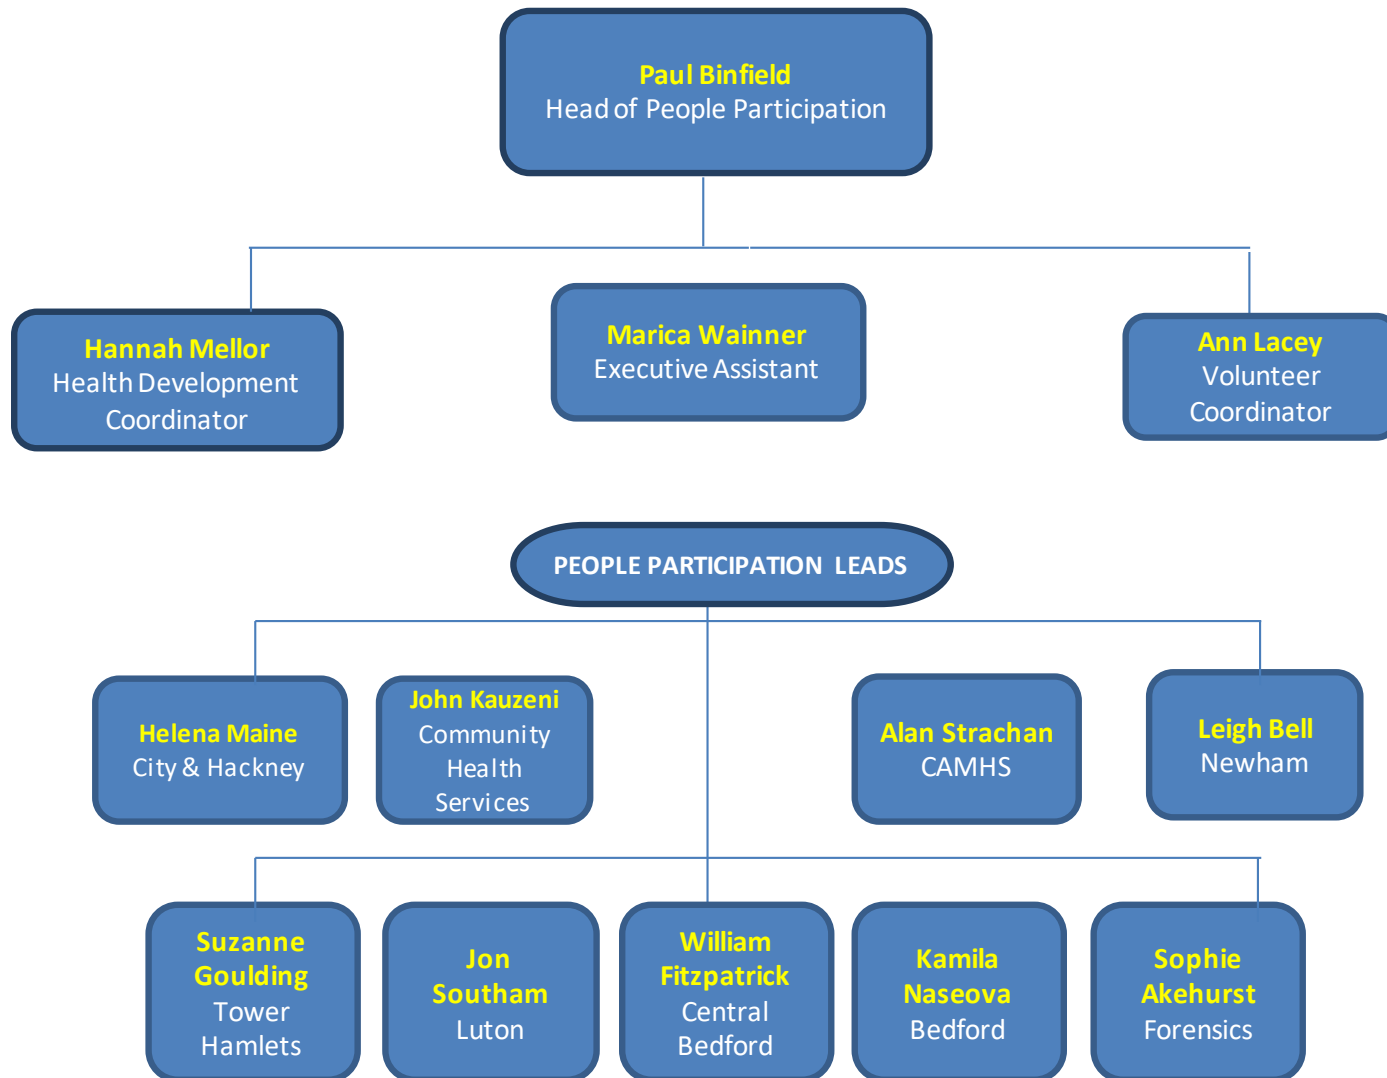 Paul Binfield
Head of People Participation
Hannah Mellor
Health Development
Coordinator
Marica Wainner
Executive Assistant
Ann Lacey
Volunteer
Coordinator
PEOPLE PARTICIPATION LEADS
Helena Maine
City & Hackney
John Kauzeni
Community
Health
Services
Alan Strachan
CAMHS
Leigh Bell
Newham
Suzanne
Goulding
Tower
Hamlets
Jon
Southam
Luton
William
Fitzpatrick
Central
Bedford
Kamila
Naseova
Bedford
Sophie
Akehurst
Forensics